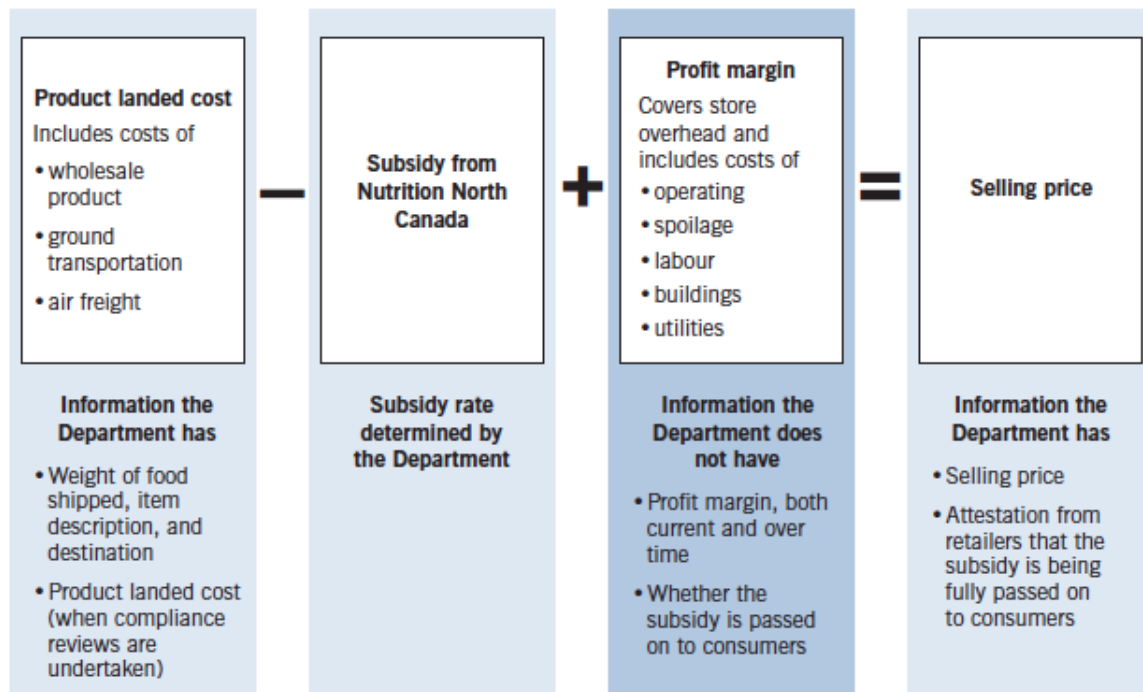 Product landed cost
Includes costs of
• wholesale
product
• ground
transportation
• air freight
–
Subsidy from
Nutrition North
Canada
+
Profit margin
Covers store
overhead and
includes costs of
• operating
• spoilage
• labour
• buildings
• utilities
=
Selling price
Information the
Department has
• Weight of food
shipped, item
description, and
destination
• Product landed cost
(when compliance
reviews are
undertaken)
Subsidy rate
determined by
the Department
Information the
Department does
not have
• Profit margin, both
current and over
time
• Whether the
subsidy is passed
on to consumers
Information the
Department has
• Selling price
• Attestation from
retailers that the
subsidy is being
fully passed on
to consumers